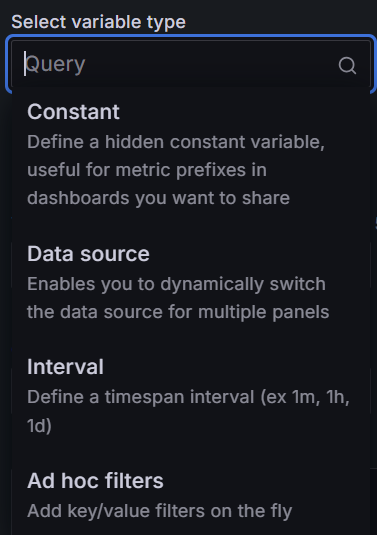 Select variable type
Query
Constant
Define a hidden constant variable,
useful for metric prefixes in
dashboards you want to share
Data source
Enables you to dynamically switch
the data source for multiple panels
Interval
Define a timespan interval (ex 1m, 1h,
1d)
Ad hoc filters
Add key/value filters on the fly